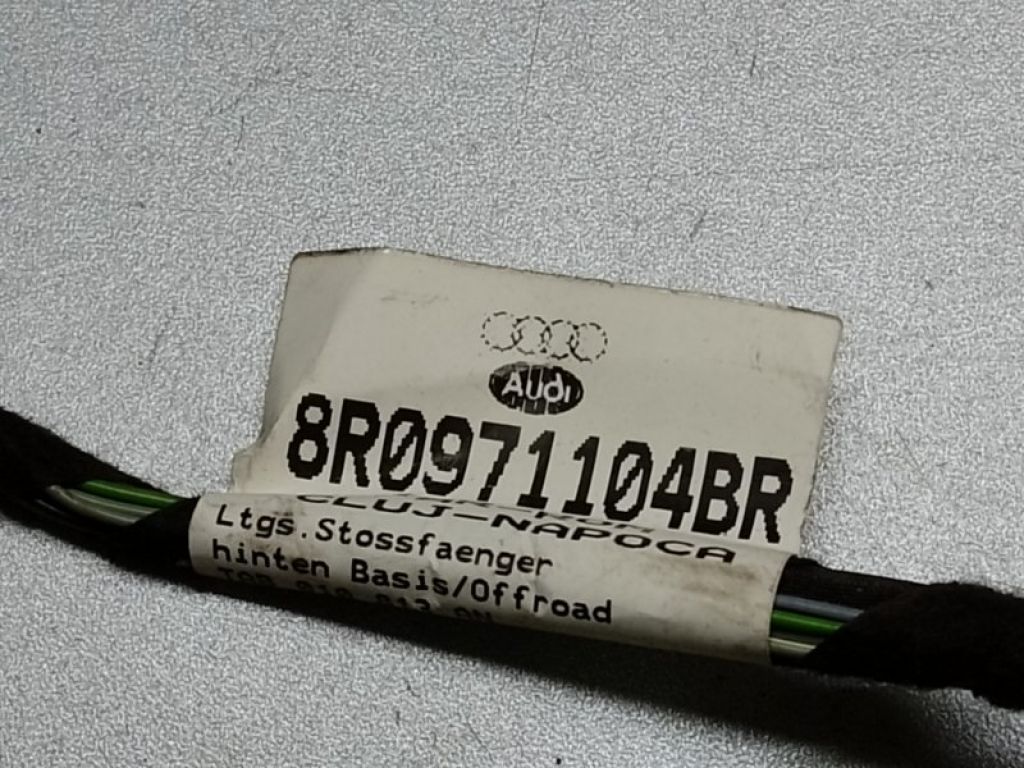 Audi
8R0971104BR
CLUJ-NAPOCA
Ltgs.Stossfaenger
hinten Basis/Offroad